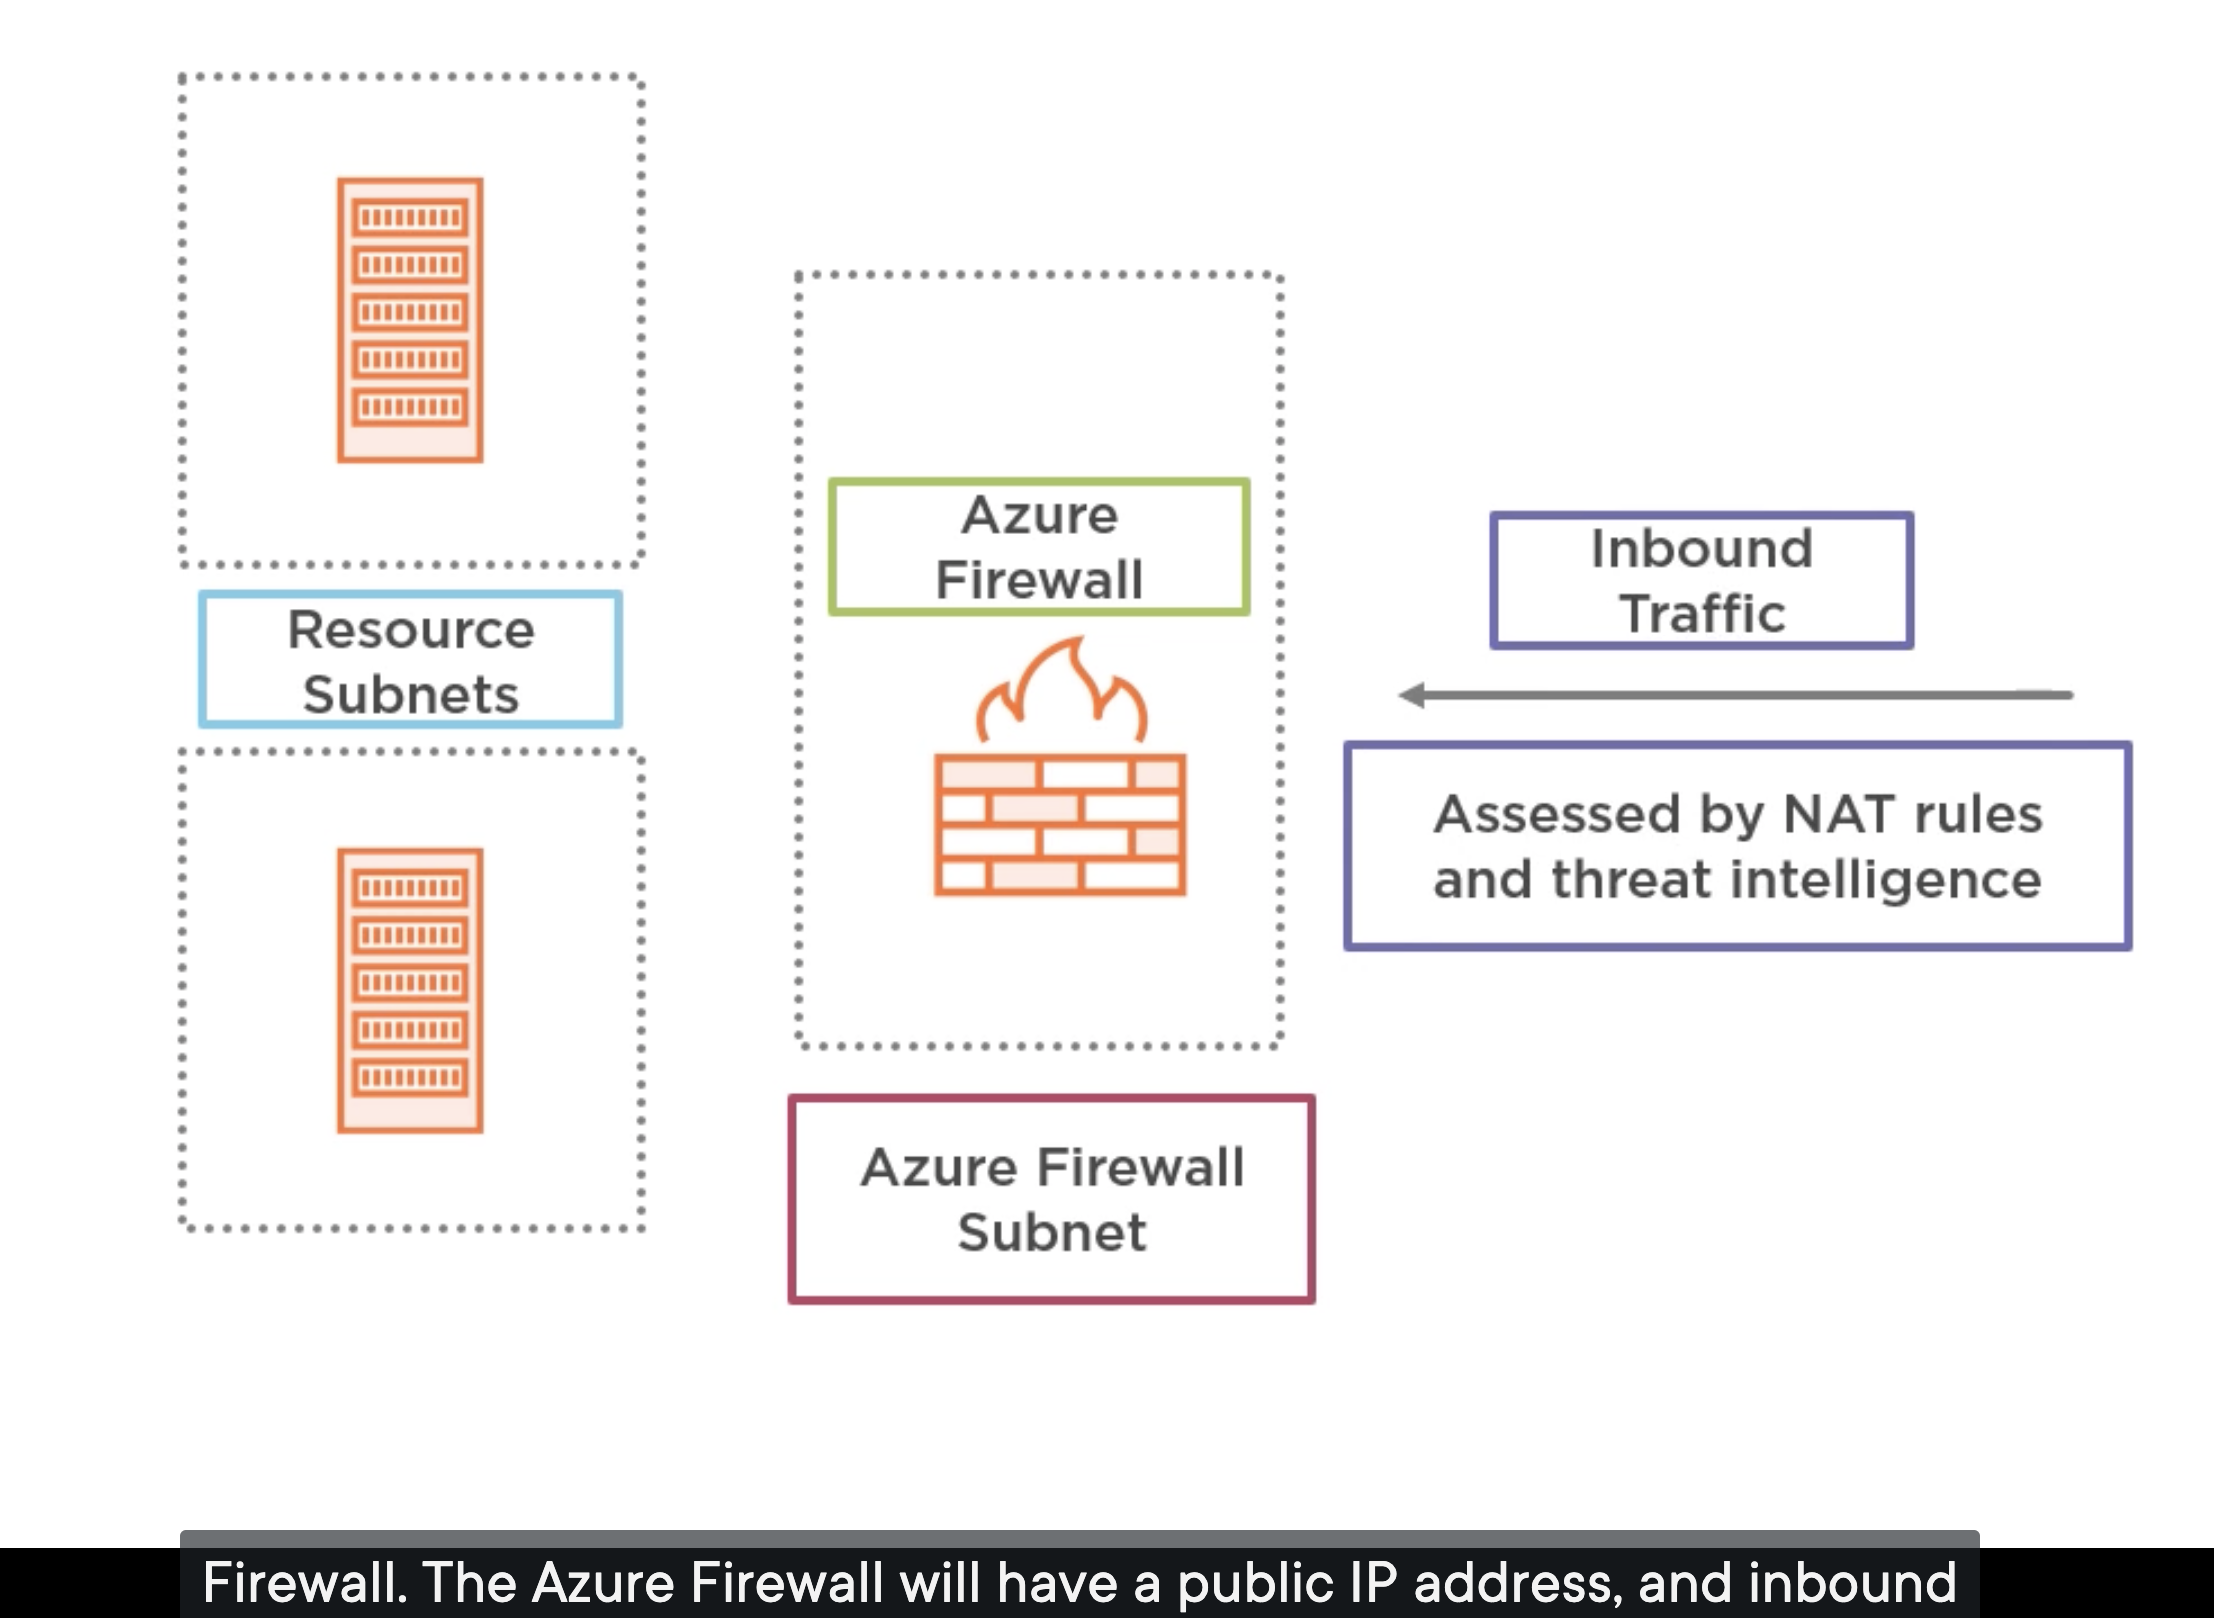 Resource
Subnets
Azure
Firewall
Azure Firewall
Subnet
Inbound
Traffic
Assessed by NAT rules
and threat intelligence
Firewall. The Azure Firewall will have a public IP address, and inbound